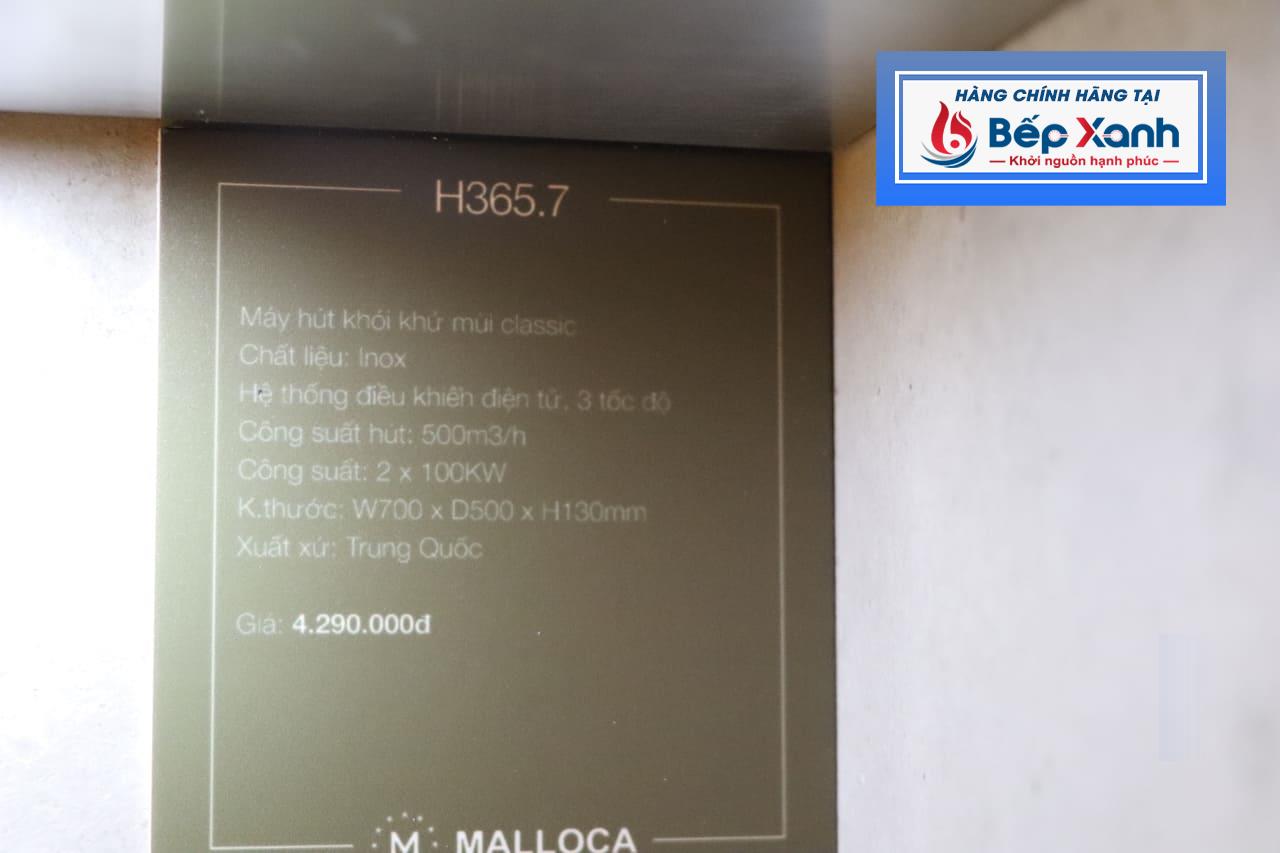 HÀNG CHÍNH HÃNG TẠI
Bếp Xanh
Khởi nguồn hạnh phúc
H365.7
Máy hút khói khử mùi classic
Chất liệu: Inox
Hệ thống điều khiển điện tử, 3 tốc độ
Công suất hút: 500m3/h
Công suất: 2 x 100KW
K.thước: W700 x D500 x H130mm
Xuất xứ: Trung Quốc
Giá: 4.290.000đ
M MALLOCA